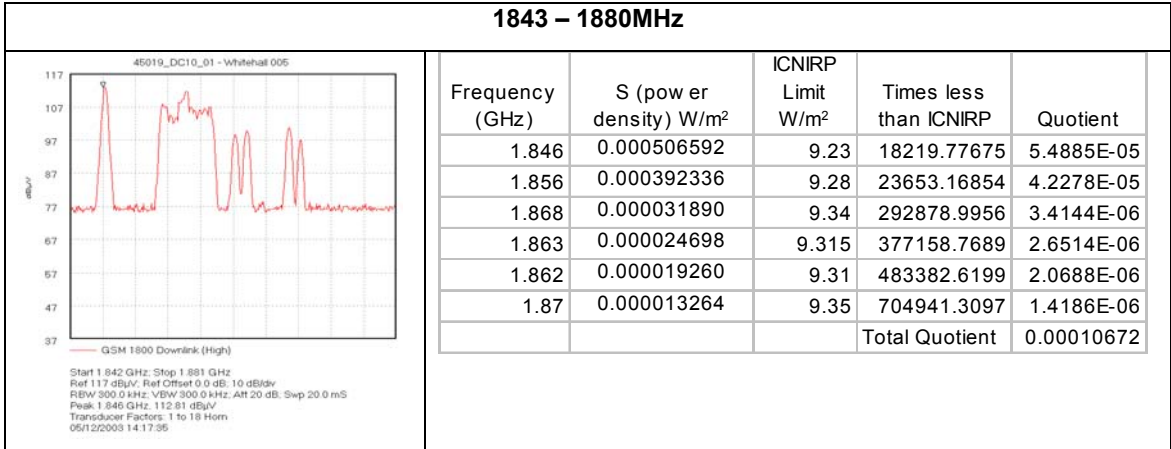 1843 – 1880MHz
45019_DC10_01 - Whitehall 005
117
107
97
87
77
67
57
47
37
dBµV
GSM 1800 Downlink (High)
Start 1.842 GHz; Stop 1.881 GHz
Ref 117 dBµV; Ref Offset 0.0 dB; 10 dB/div
RBW 300.0 kHz; VBW 300.0 kHz; Att 20 dB; Swp 20.0 mS
Peak 1.846 GHz, 112.81 dBµV
Transducer Factors: 1 to 18 Horn
05/12/2003 14:17:35
Frequency (GHz) S (pow er density) W/m² ICNIRP Limit W/m² Times less than ICNIRP Quotient
1.846 0.000506592 9.23 18219.77675 5.4885E-05
1.856 0.000392336 9.28 23653.16854 4.2278E-05
1.868 0.000031890 9.34 292878.9956 3.4144E-06
1.863 0.000024698 9.315 377158.7689 2.6514E-06
1.862 0.000019260 9.31 483382.6199 2.0688E-06
1.87 0.000013264 9.35 704941.3097 1.4186E-06
Total Quotient 0.00010672